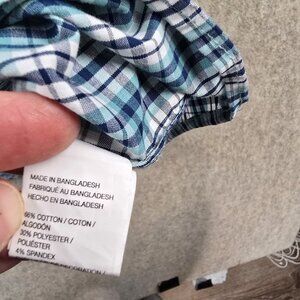 MADE IN BANGLADESH
FABRIQUÉ AU BANGLADESH
HECHO EN BANGLADESH
66% COTTON / COTON /
ALGODÓN
30% POLYESTER /
POLIÉSTER
4% SPANDEX